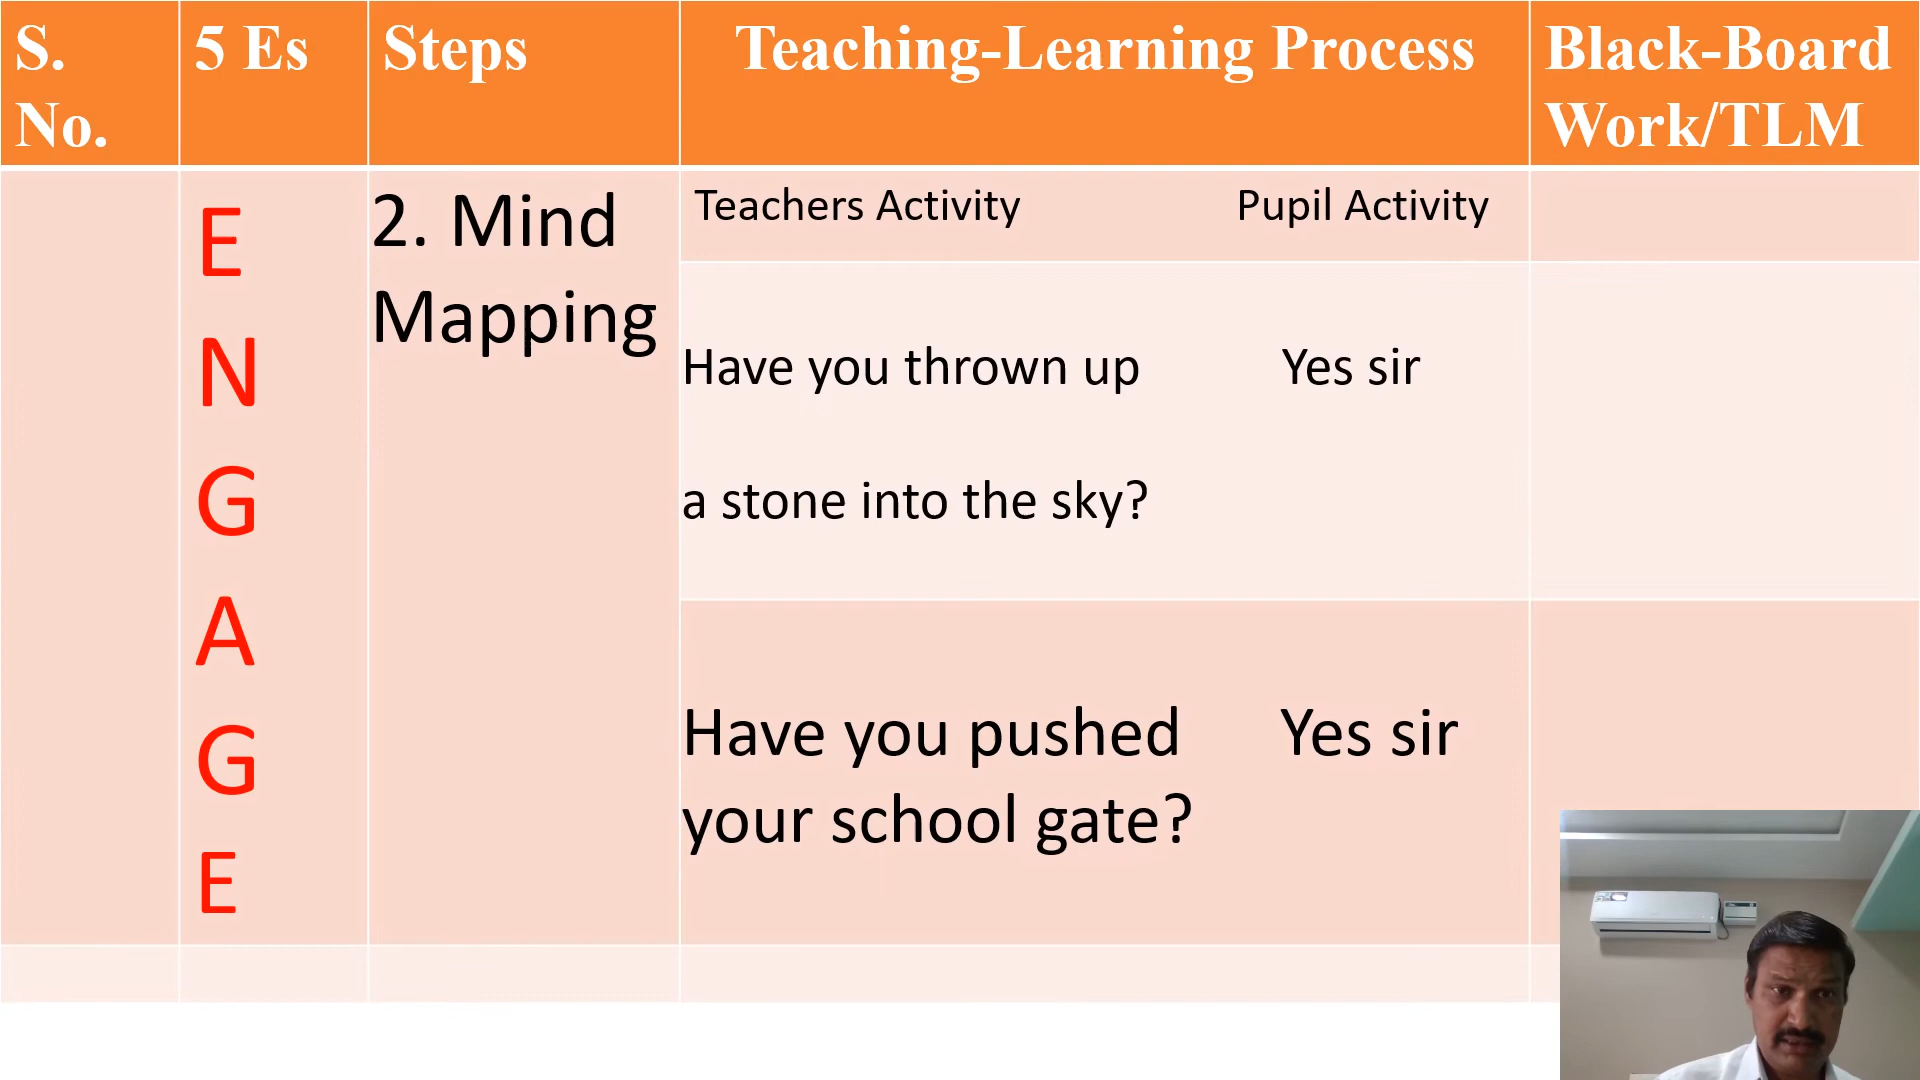 S. No.
5 Es
Steps
Teaching-Learning Process
Black-Board Work/TLM
E
N
G
A
G
E
2. Mind
Mapping
Teachers Activity Pupil Activity
Have you thrown up Yes sir
a stone into the sky?
Have you pushed Yes sir
your school gate?